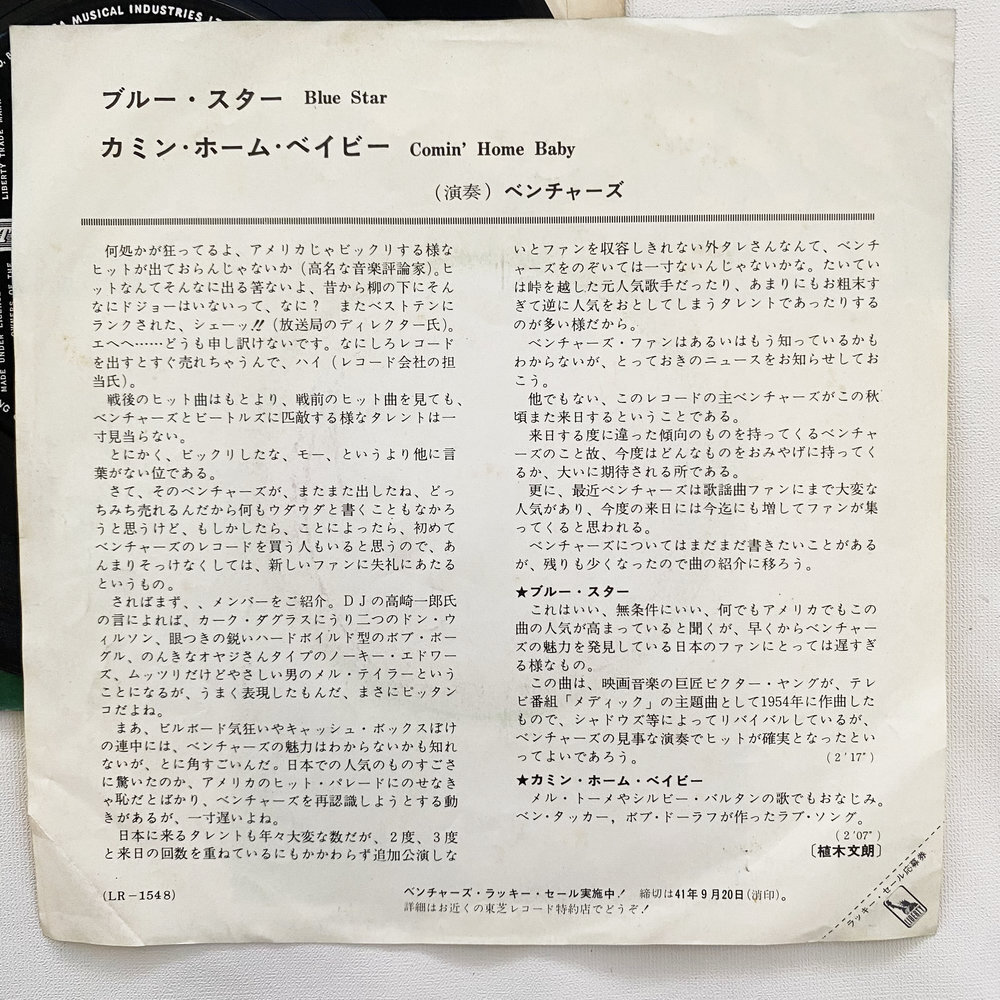 A MUSICAL INDUSTRIES LT
LIBERTY TRADE MARK
OWNERS OF THE
MADE UNDER LICENCE
NG
ブルー・スター Blue Star
カミン・ホーム・ベイビー Comin' Home Baby
(演奏) ベンチャーズ
何処かが狂ってるよ、アメリカじゃビックリする様な
ヒットが出ておらんじゃないか (高名な音楽評論家)。ヒ
ットなんてそんなに出る筈ないよ、昔から柳の下にそん
なにドジョーはいないって、なに? またベストテンに
ランクされた、シェーッ!! (放送局のディレクター氏)。
エヘヘ……どうも申し訳けないです。なにしろレコード
を出すとすぐ売れちゃうんで、ハイ (レコード会社の担
当氏)。
戦後のヒット曲はもとより、戦前のヒット曲を見ても、
ベンチャーズとビートルズに匹敵する様なタレントは一
寸見当らない。
とにかく、ビックリしたな、モー、というより他に言
葉がない位である。
さて、そのベンチャーズが、またまた出したね、どっ
ちみち売れるんだから何もウダウダと書くこともなかろ
うと思うけど、もしかしたら、ことによったら、初めて
ベンチャーズのレコードを買う人もいると思うので、あ
んまりそっけなくしては、新しいファンに失礼にあたる
というもの。
さればまず、、メンバーをご紹介。DJの高崎一郎氏
の言によれば、カーク・ダグラスにうり二つのドン・ウ
ィルソン、眼つきの鋭いハードボイルド型のボブ・ボー
グル、のんきなオヤジさんタイプのノーキー・エドワー
ズ、ムッツリだけどやさしい男のメル・テイラーという
ことになるが、うまく表現したもんだ、まさにピッタン
コだよね。
まあ、ビルボード気狂いやキャッシュ・ボックスぼけ
の連中には、ベンチャーズの魅力はわからないかも知れ
ないが、とに角すごいんだ。日本での人気のものすごさ
に驚いたのか、アメリカのヒット・パレードにのせなき
ゃ恥だとばかり、ベンチャーズを再認識しようとする動
きがあるが、一寸遅いよね。
日本に来るタレントも年々大変な数だが、2度、3度
と来日の回数を重ねているにもかかわらず追加公演しな
いとファンを収容しきれない外タレさんなんて、ベンチ
ャーズをのぞいては一寸ないんじゃないかな。たいてい
は峠を越した元人気歌手だったり、あまりにもお粗末す
ぎて逆に人気をおとしてしまうタレントであったりする
のが多い様だから。
ベンチャーズ・ファンはあるいはもう知っているかも
わからないが、とっておきのニュースをお知らせしてお
こう。
他でもない、このレコードの主ベンチャーズがこの秋
頃また来日するということである。
来日する度に違った傾向のものを持ってくるベンチャ
ーズのこと故、今度はどんなものをおみやげに持ってく
るか、大いに期待される所である。
更に、最近ベンチャーズは歌謡曲ファンにまで大変な
人気があり、今度の来日には今迄にも増してファンが集
ってくると思われる。
ベンチャーズについてはまだまだ書きたいことがある
が、残りも少くなったので曲の紹介に移ろう。
★ブルー・スター
これはいい、無条件にいい、何でもアメリカでもこの
曲の人気が高まっていると聞くが、早くからベンチャー
ズの魅力を発見している日本のファンにとっては遅すぎ
る様なもの。
この曲は、映画音楽の巨匠ビクター・ヤングが、テレ
ビ番組「メディック」の主題曲として1954年に作曲した
もので、シャドウズ等によってリバイバルしているが、
ベンチャーズの見事な演奏でヒットが確実となったとい
ってよいであろう。 (2'17")
★カミン・ホーム・ベイビー
メル・トーメやシルビー・バルタンの歌でもおなじみ。
ベン・タッカー，ボブ・ドーラフが作ったラブ・ソング。
(2'07")
〔植木文朗〕
(LR-1548)
ベンチャーズ・ラッキー・セール実施中! 締切は41年9月20日(消印)。
詳細はお近くの東芝レコード特約店でどうぞ!
ラッキー・セール応募券
LIBERTY